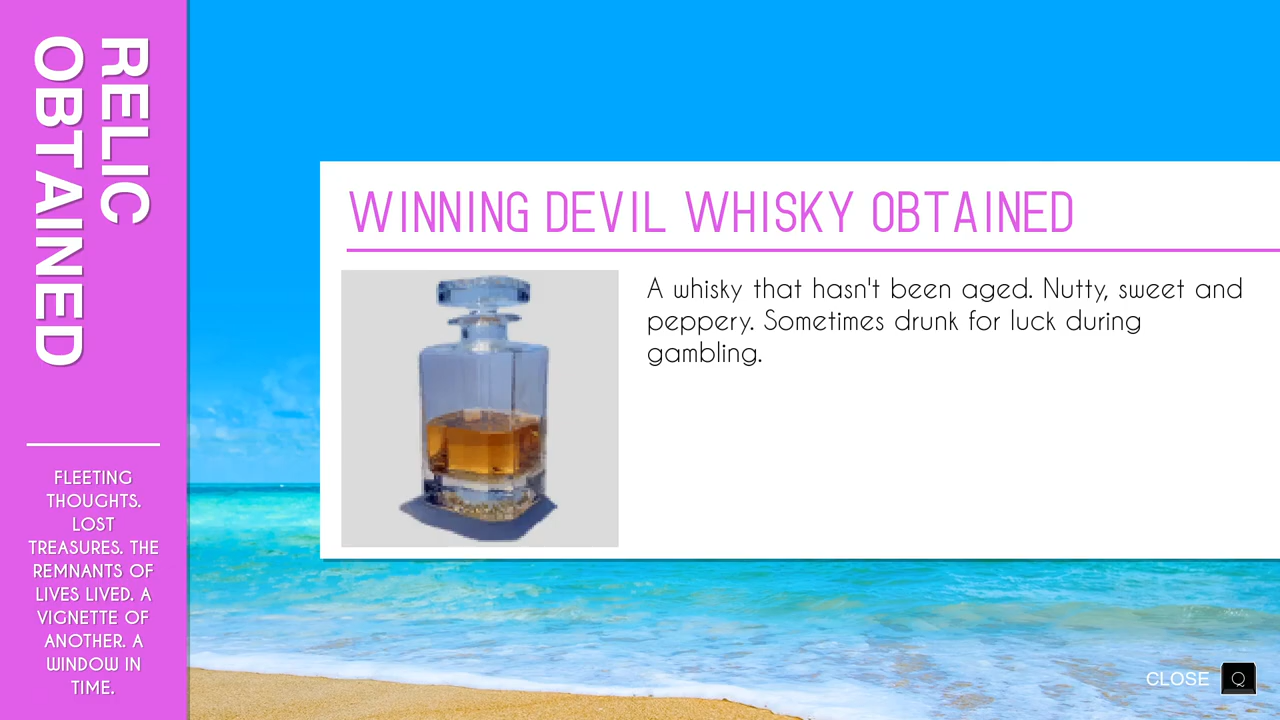 RELIC
OBTAINED
FLEETING
THOUGHTS.
LOST
TREASURES. THE
REMNANTS OF
LIVES LIVED. A
VIGNETTE OF
ANOTHER. A
WINDOW IN
TIME.
WINNING DEVIL WHISKY OBTAINED
A whisky that hasn't been aged. Nutty, sweet and
peppery. Sometimes drunk for luck during
gambling.
CLOSE Q